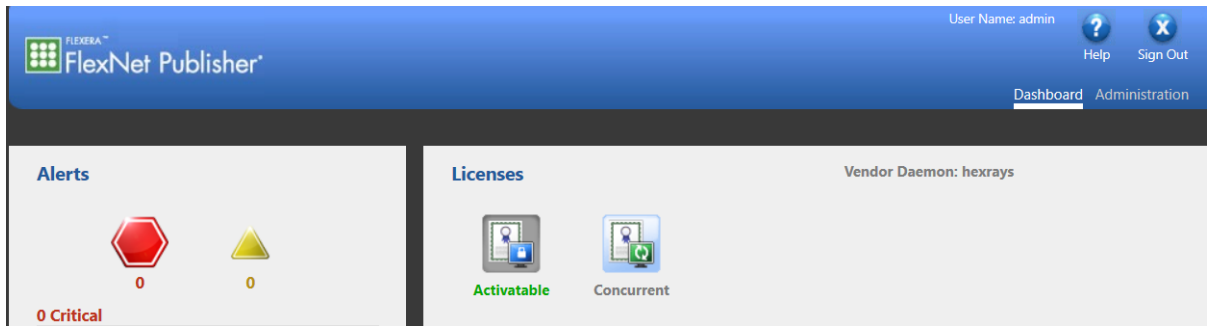 User Name: admin
?
X
FLEXERA™
FlexNet Publisher®
Help
Sign Out
Dashboard
Administration
Alerts
0
0
0 Critical
Licenses
Vendor Daemon: hexrays
Activatable
Concurrent